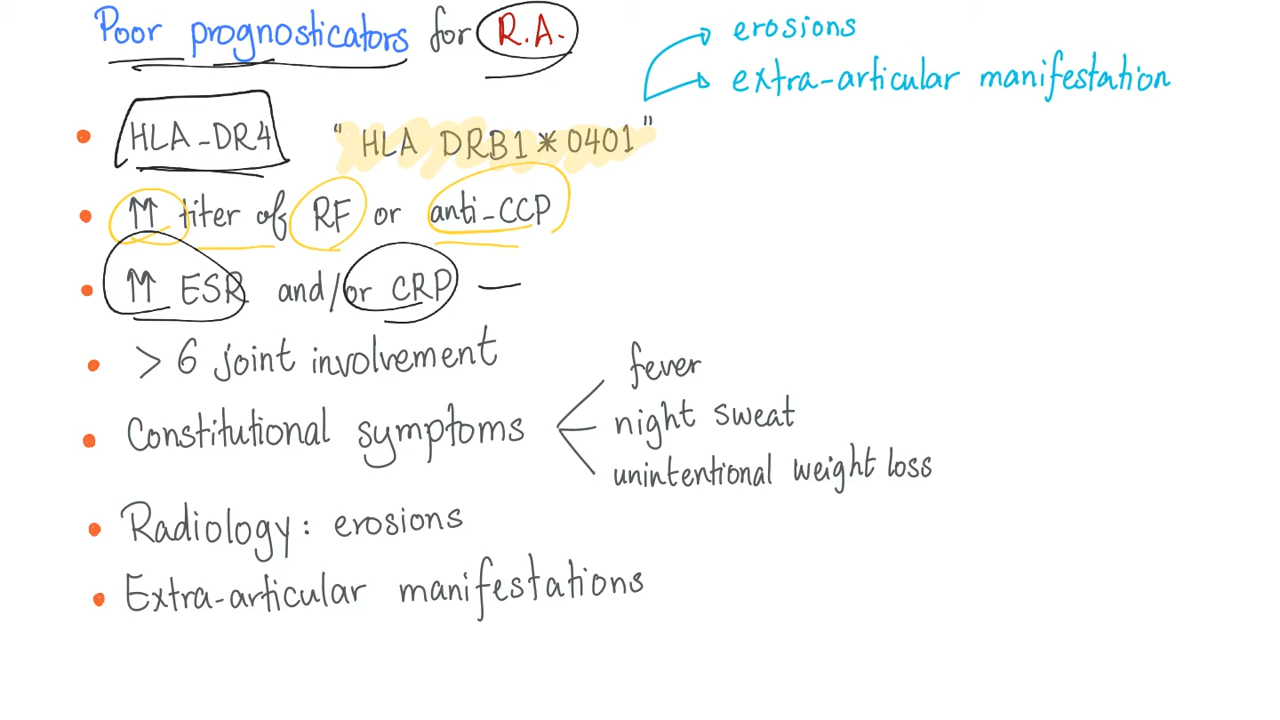 Poor prognosticators for R.A.
erosions
extra-articular manifestation
• HLA-DR4 "HLA DRB1*0401"
• ⇈ titer of RF or anti-CCP
• ⇈ ESR and/or CRP —
• > 6 joint involvement
• Constitutional symptoms
fever
night sweat
unintentional weight loss
• Radiology: erosions
• Extra-articular manifestations